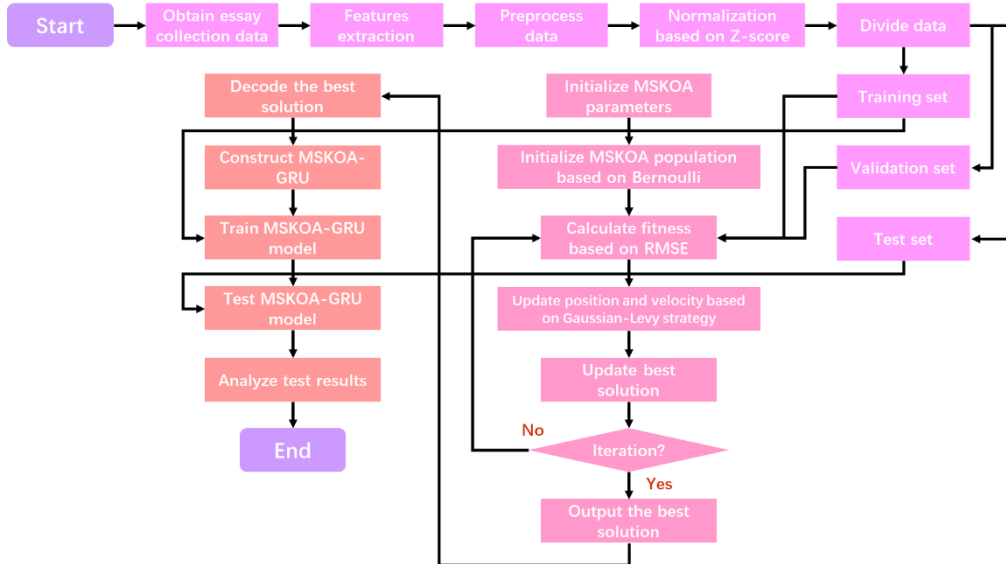 Start
Obtain essay
collection data
Features
extraction
Preprocess
data
Normalization
based on Z-score
Divide data
Training set
Validation set
Test set
Initialize MSKOA
parameters
Initialize MSKOA population
based on Bernoulli
Calculate fitness
based on RMSE
Update position and velocity based
on Gaussian-Levy strategy
Update best
solution
Iteration?
No
Yes
Output the best
solution
Decode the best
solution
Construct MSKOA-
GRU
Train MSKOA-GRU
model
Test MSKOA-GRU
model
Analyze test results
End